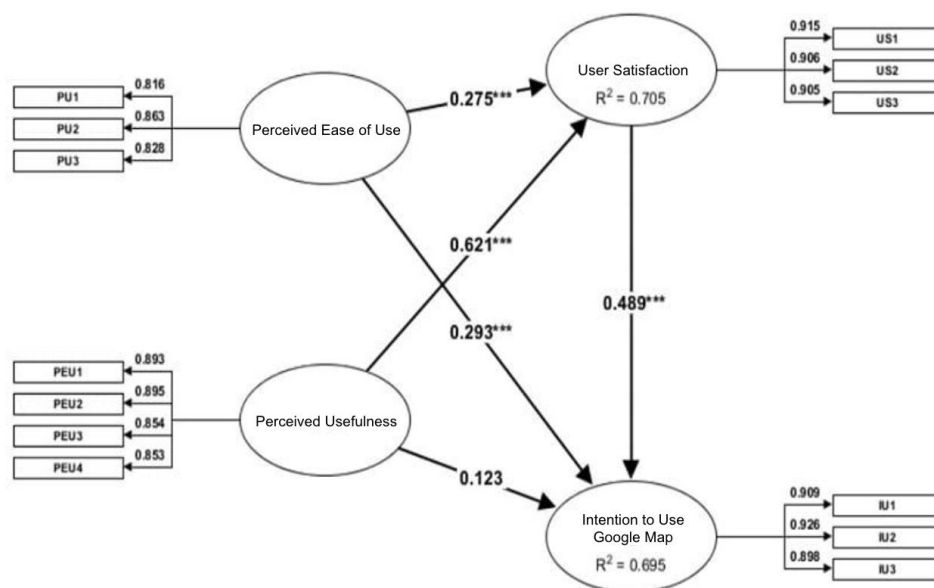 0.915
US1
User Satisfaction
0.906
US2
R² = 0.705
0.905
US3
0.816
PU1
0.275***
0.863
PU2
Perceived Ease of Use
0.828
PU3
0.621***
0.489***
0.293***
0.893
PEU1
0.895
PEU2
Perceived Usefulness
0.854
PEU3
0.853
PEU4
0.123
0.909
IU1
Intention to Use
Google Map
0.926
IU2
R² = 0.695
0.898
IU3